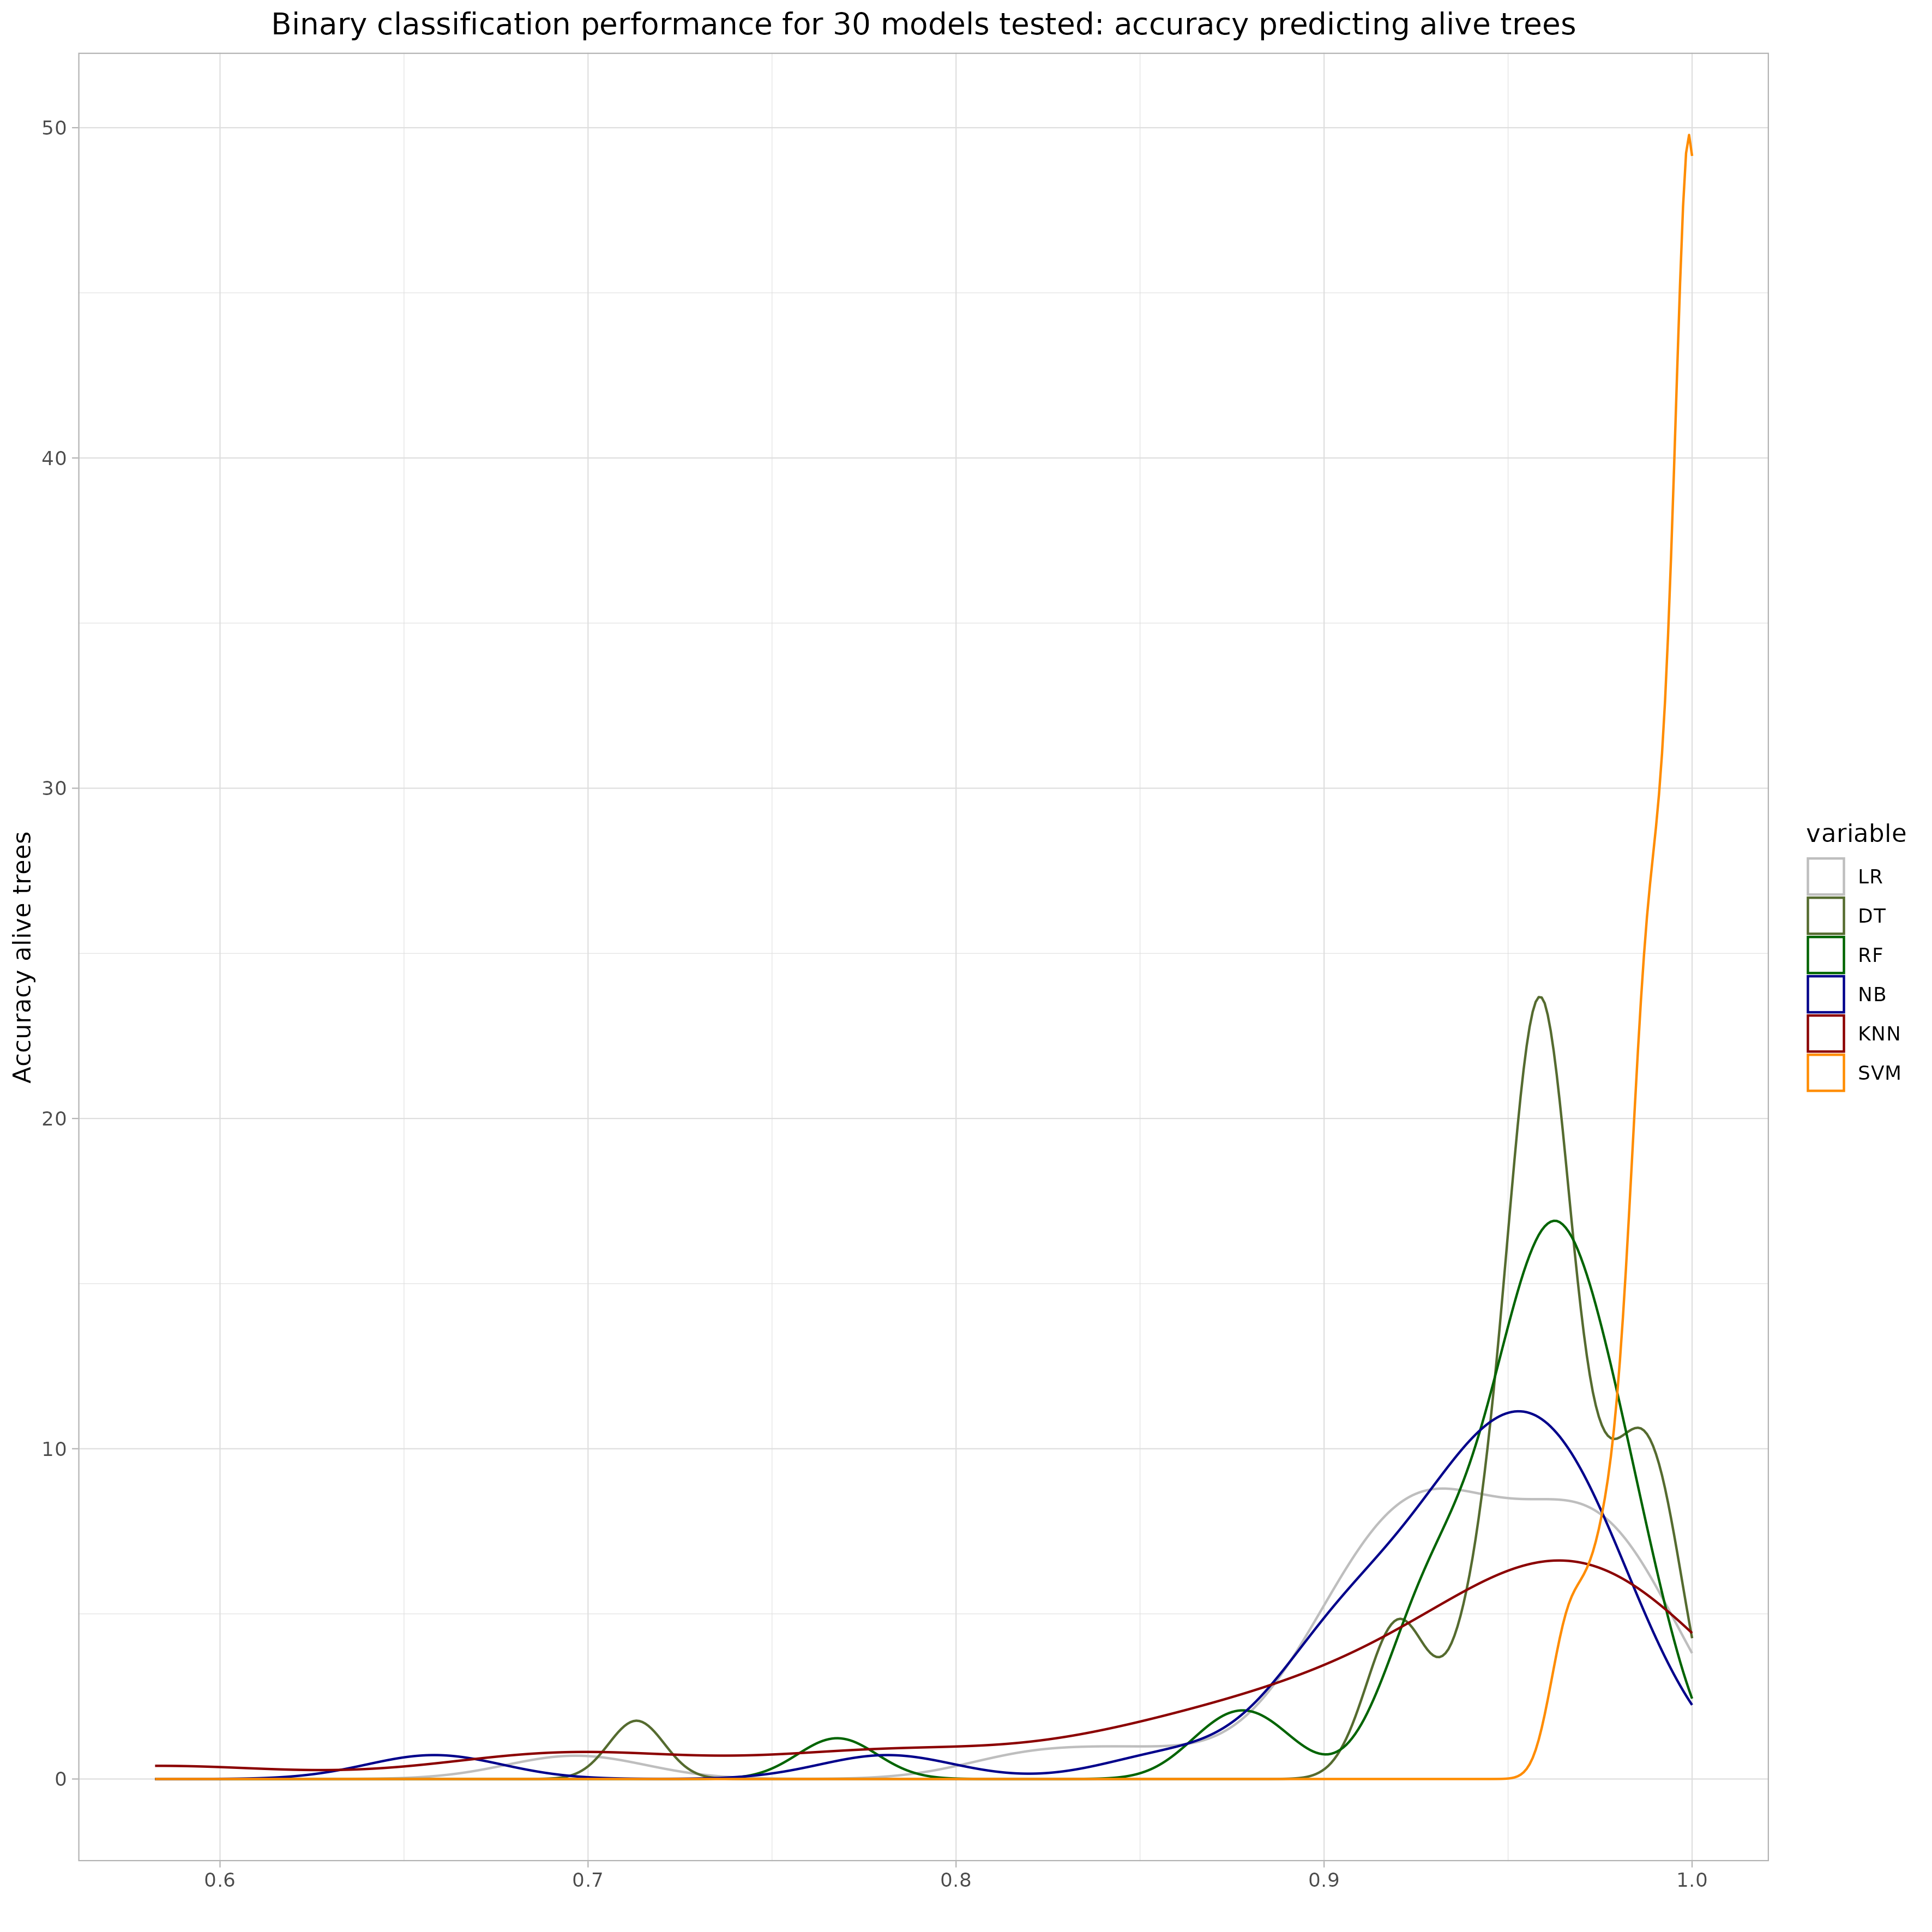 Binary classification performance for 30 models tested: accuracy predicting alive trees
50
40
30
20
10
0
Accuracy alive trees
0.6
0.7
0.8
0.9
1.0
variable
LR
DT
RF
NB
KNN
SVM